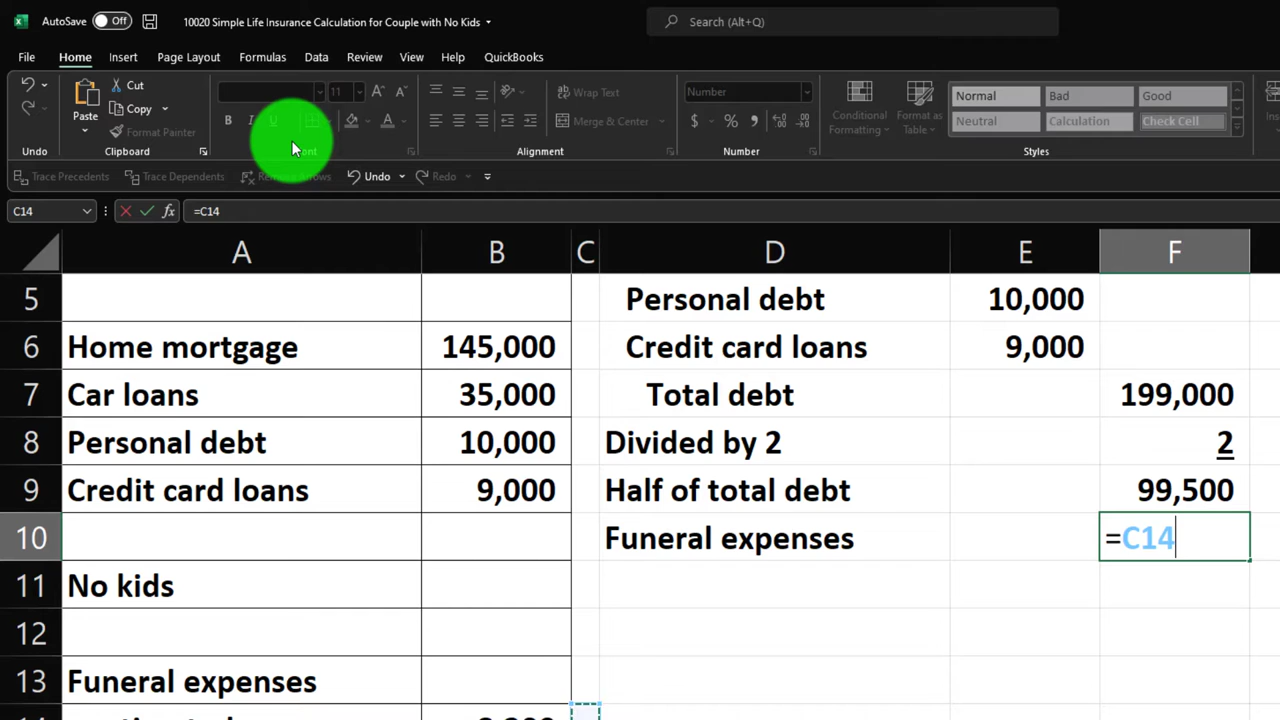 AutoSave Off 10020 Simple Life Insurance Calculation for Couple with No Kids Search (Alt+Q)
File Home Insert Page Layout Formulas Data Review View Help QuickBooks
Cut 11 Wrap Text Number Normal Bad Good
Paste Copy Conditional Formatting Format as Table
Format Painter B I U Merge & Center $ % Neutral Calculation Check Cell
Undo Clipboard Font Alignment Number Styles
Trace Precedents Trace Dependents Undo Redo
C14 fx =C14
A B C D E F
5 Personal debt 10,000
6 Home mortgage 145,000 Credit card loans 9,000
7 Car loans 35,000 Total debt 199,000
8 Personal debt 10,000 Divided by 2 2
9 Credit card loans 9,000 Half of total debt 99,500
10 Funeral expenses =C14
11 No kids
12
13 Funeral expenses